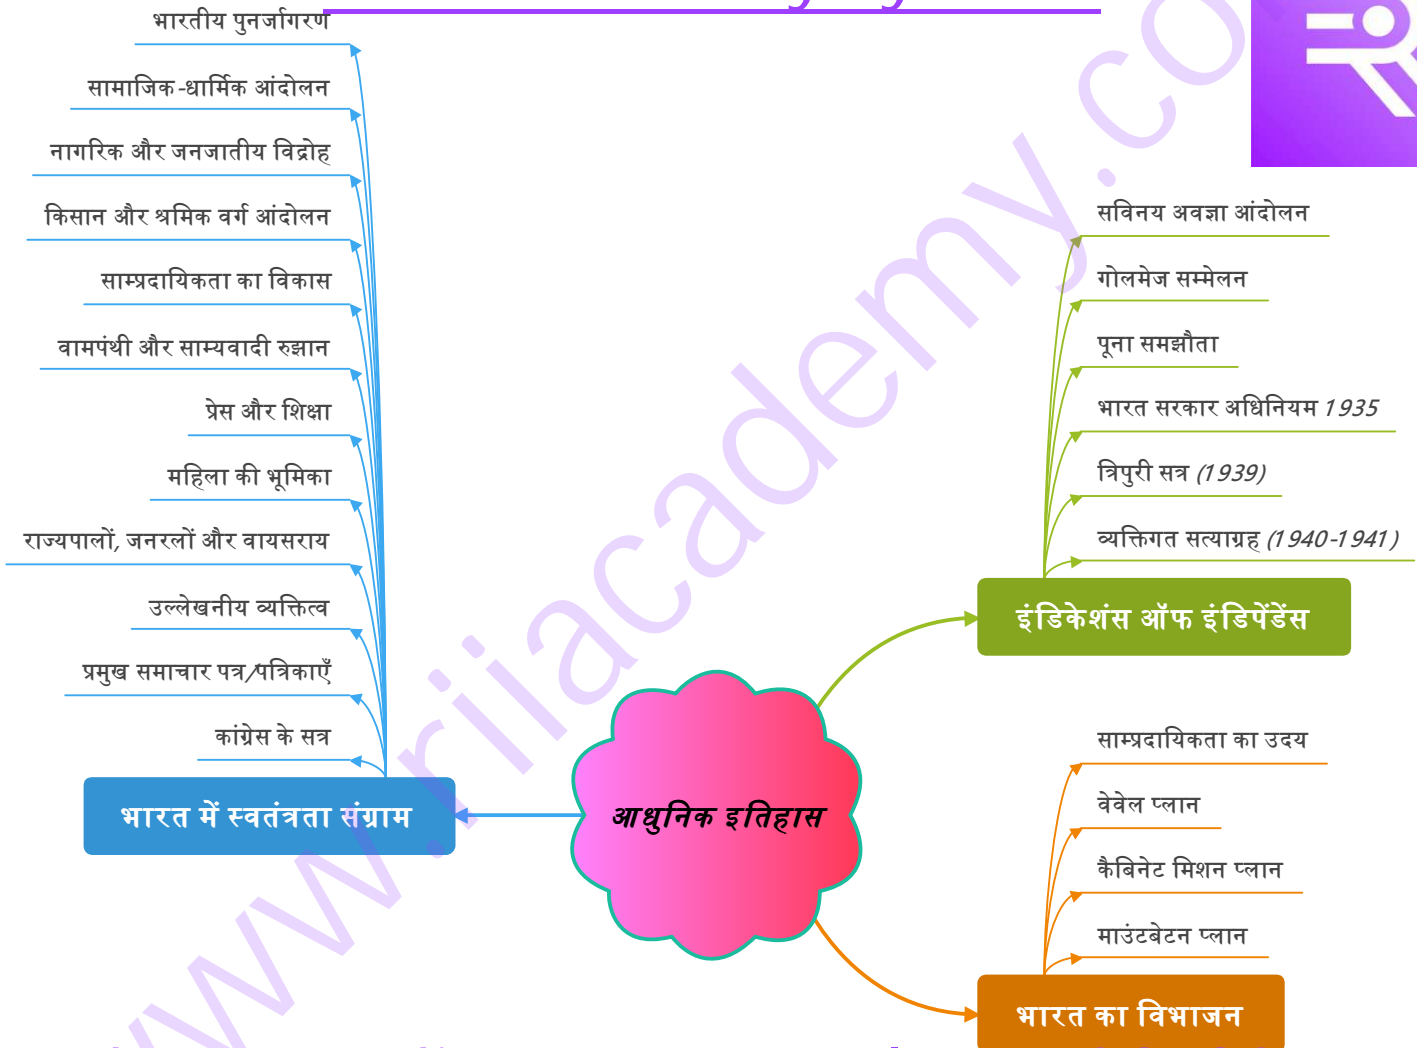 भारतीय पुनर्जागरण
सामाजिक-धार्मिक आंदोलन
नागरिक और जनजातीय विद्रोह
किसान और श्रमिक वर्ग आंदोलन
साम्प्रदायिकता का विकास
वामपंथी और साम्यवादी रुझान
प्रेस और शिक्षा
महिला की भूमिका
राज्यपालों, जनरलों और वायसराय
उल्लेखनीय व्यक्तित्व
प्रमुख समाचार पत्र/पत्रिकाएँ
कांग्रेस के सत्र
भारत में स्वतंत्रता संग्राम
आधुनिक इतिहास
सविनय अवज्ञा आंदोलन
गोलमेज सम्मेलन
पूना समझौता
भारत सरकार अधिनियम 1935
त्रिपुरी सत्र (1939)
व्यक्तिगत सत्याग्रह (1940-1941)
इंडिकेशंस ऑफ इंडिपेंडेंस
साम्प्रदायिकता का उदय
वेवेल प्लान
कैबिनेट मिशन प्लान
माउंटबेटन प्लान
भारत का विभाजन
www.rijacademy.co